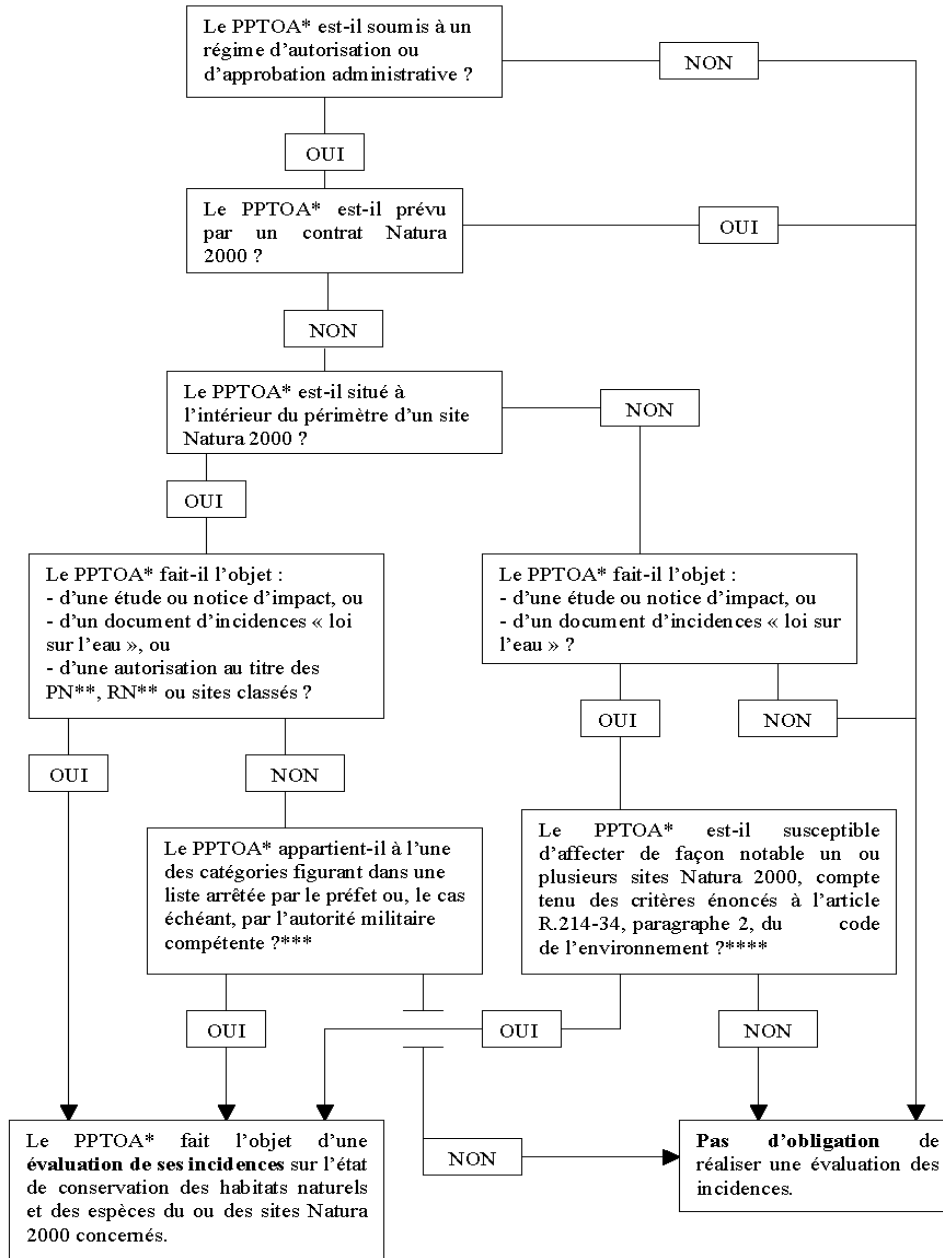 Le PPTOA* est-il soumis à un
régime d'autorisation ou
d'approbation administrative ?
NON
OUI
Le PPTOA* est-il prévu
par un contrat Natura
2000 ?
OUI
NON
Le PPTOA* est-il situé à
l'intérieur du périmètre d'un site
Natura 2000 ?
NON
OUI
Le PPTOA* fait-il l'objet :
- d'une étude ou notice d'impact, ou
- d'un document d'incidences « loi
sur l'eau », ou
- d'une autorisation au titre des
PN**, RN** ou sites classés ?
Le PPTOA* fait-il l'objet :
- d'une étude ou notice d'impact, ou
- d'un document d'incidences « loi
sur l'eau » ?
OUI
NON
OUI
NON
Le PPTOA* appartient-il à l'une
des catégories figurant dans une
liste arrêtée par le préfet ou, le cas
échéant, par l'autorité militaire
compétente ?***
Le PPTOA* est-il susceptible
d'affecter de façon notable un ou
plusieurs sites Natura 2000, compte
tenu des critères énoncés à l'article
R.214-34, paragraphe 2, du code
de l'environnement ?****
OUI
OUI
NON
Le PPTOA* fait l'objet d'une
évaluation de ses incidences sur l'état
de conservation des habitats naturels
et des espèces du ou des sites Natura
2000 concernés.
NON
Pas d'obligation de
réaliser une évaluation des
incidences.